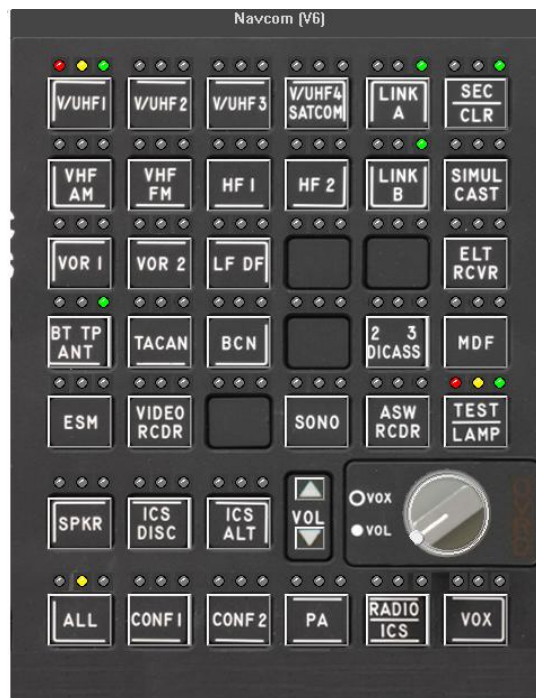 Navcom (V6)
V/UHF1 V/UHF2 V/UHF3 V/UHF4 LINK SEC
SATCOM A CLR
VHF VHF HF 1 HF 2 LINK SIMUL
AM FM B CAST
VOR 1 VOR 2 LF DF ELT
RCVR
BT TP TACAN BCN 2 3 MDF
ANT DICASS
ESM VIDEO SONO ASW TEST
RCDR RCDR LAMP
SPKR ICS ICS VOL VOX
DISC ALT VOL
ALL CONF1 CONF2 PA RADIO VOX
ICS